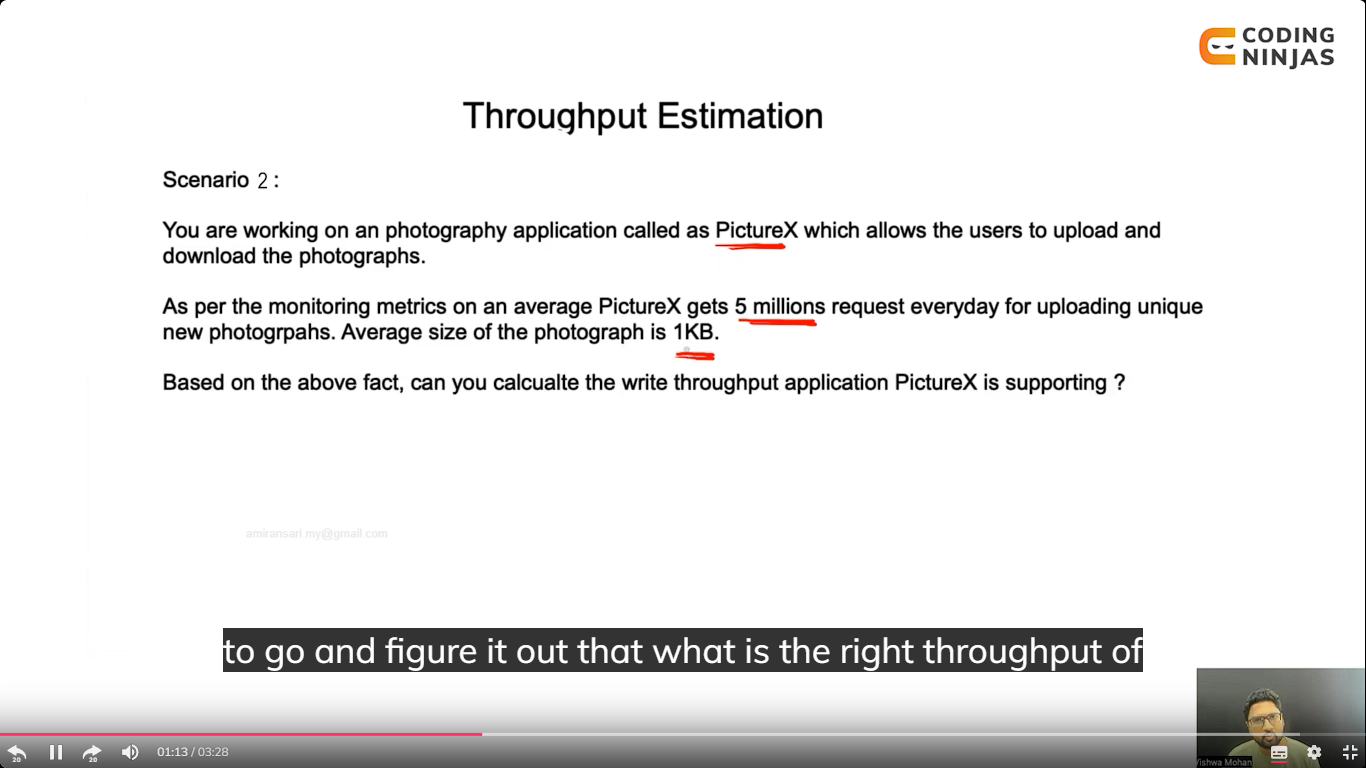 CODING
NINJAS
Throughput Estimation
Scenario 2 :
You are working on an photography application called as PictureX which allows the users to upload and
download the photographs.
As per the monitoring metrics on an average PictureX gets 5 millions request everyday for uploading unique
new photogrpahs. Average size of the photograph is 1KB.
Based on the above fact, can you calcualte the write throughput application PictureX is supporting ?
amiransari.my@gmail.com
to go and figure it out that what is the right throughput of
20
20
01:13 / 03:28
Vishwa Mohan